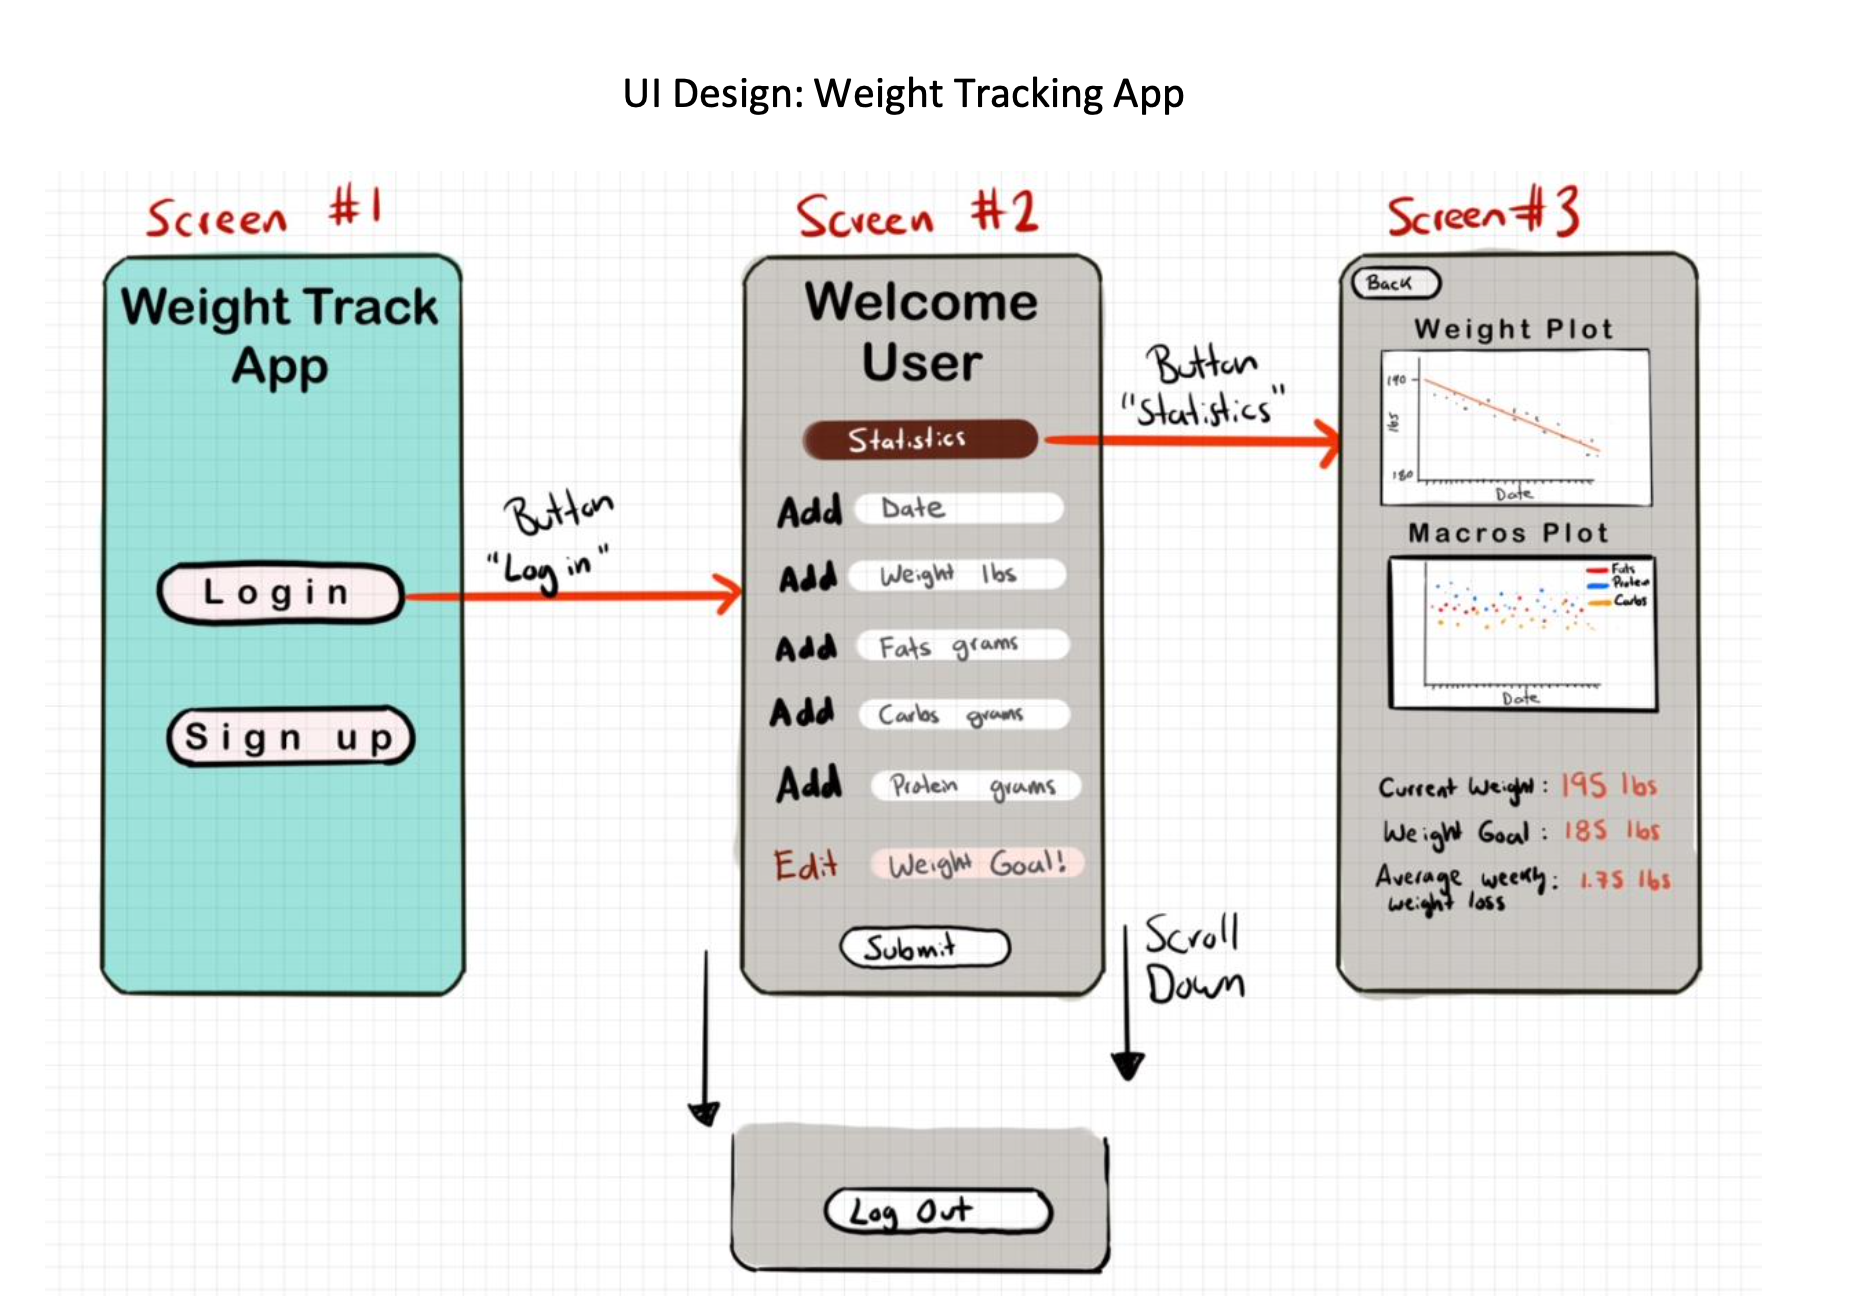 UI Design: Weight Tracking App
Screen #1
Weight Track
App
Login
Sign up
Button
"Log in"
Screen #2
Welcome
User
Statistics
Add Date
Add Weight lbs
Add Fats grams
Add Carbs grams
Add Protein grams
Edit Weight Goal!
Submit
Scroll
Down
Log Out
Button
"Statistics"
Screen #3
Back
Weight Plot
190
lbs
180
Date
Macros Plot
Fats
Protein
Carbs
Date
Current Weight: 195 lbs
Weight Goal: 185 lbs
Average weekly: 1.75 lbs
weight loss